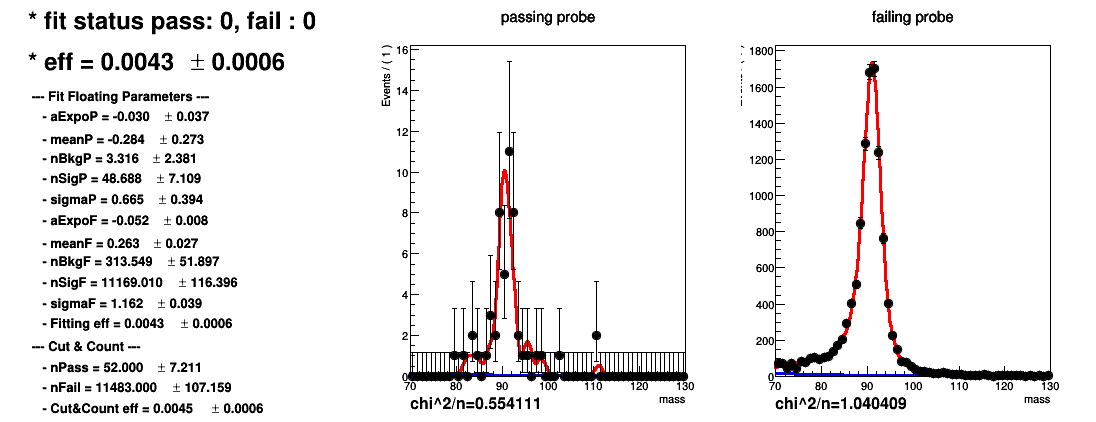 * fit status pass: 0, fail : 0
* eff = 0.0043 ± 0.0006
--- Fit Floating Parameters ---
- aExpoP = -0.030 ± 0.037
- meanP = -0.284 ± 0.273
- nBkgP = 3.316 ± 2.381
- nSigP = 48.688 ± 7.109
- sigmaP = 0.665 ± 0.394
- aExpoF = -0.052 ± 0.008
- meanF = 0.263 ± 0.027
- nBkgF = 313.549 ± 51.897
- nSigF = 11169.010 ± 116.396
- sigmaF = 1.162 ± 0.039
- Fitting eff = 0.0043 ± 0.0006
--- Cut & Count ---
- nPass = 52.000 ± 7.211
- nFail = 11483.000 ± 107.159
- Cut&Count eff = 0.0045 ± 0.0006
passing probe
Events / ( 1 )
16
14
12
10
8
6
4
2
0
70 80 90 100 110 120 130
mass
chi^2/n=0.554111
failing probe
1800
1600
1400
1200
1000
800
600
400
200
0
70 80 90 100 110 120 130
mass
chi^2/n=1.040409